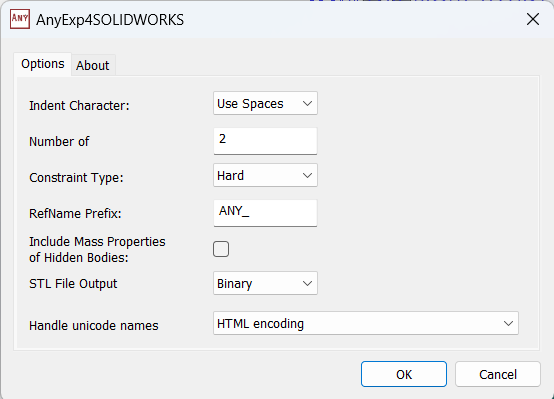 ANY AnyExp4SOLIDWORKS
Options About
Indent Character: Use Spaces
Number of 2
Constraint Type: Hard
RefName Prefix: ANY_
Include Mass Properties
of Hidden Bodies:
STL File Output Binary
Handle unicode names HTML encoding
OK Cancel